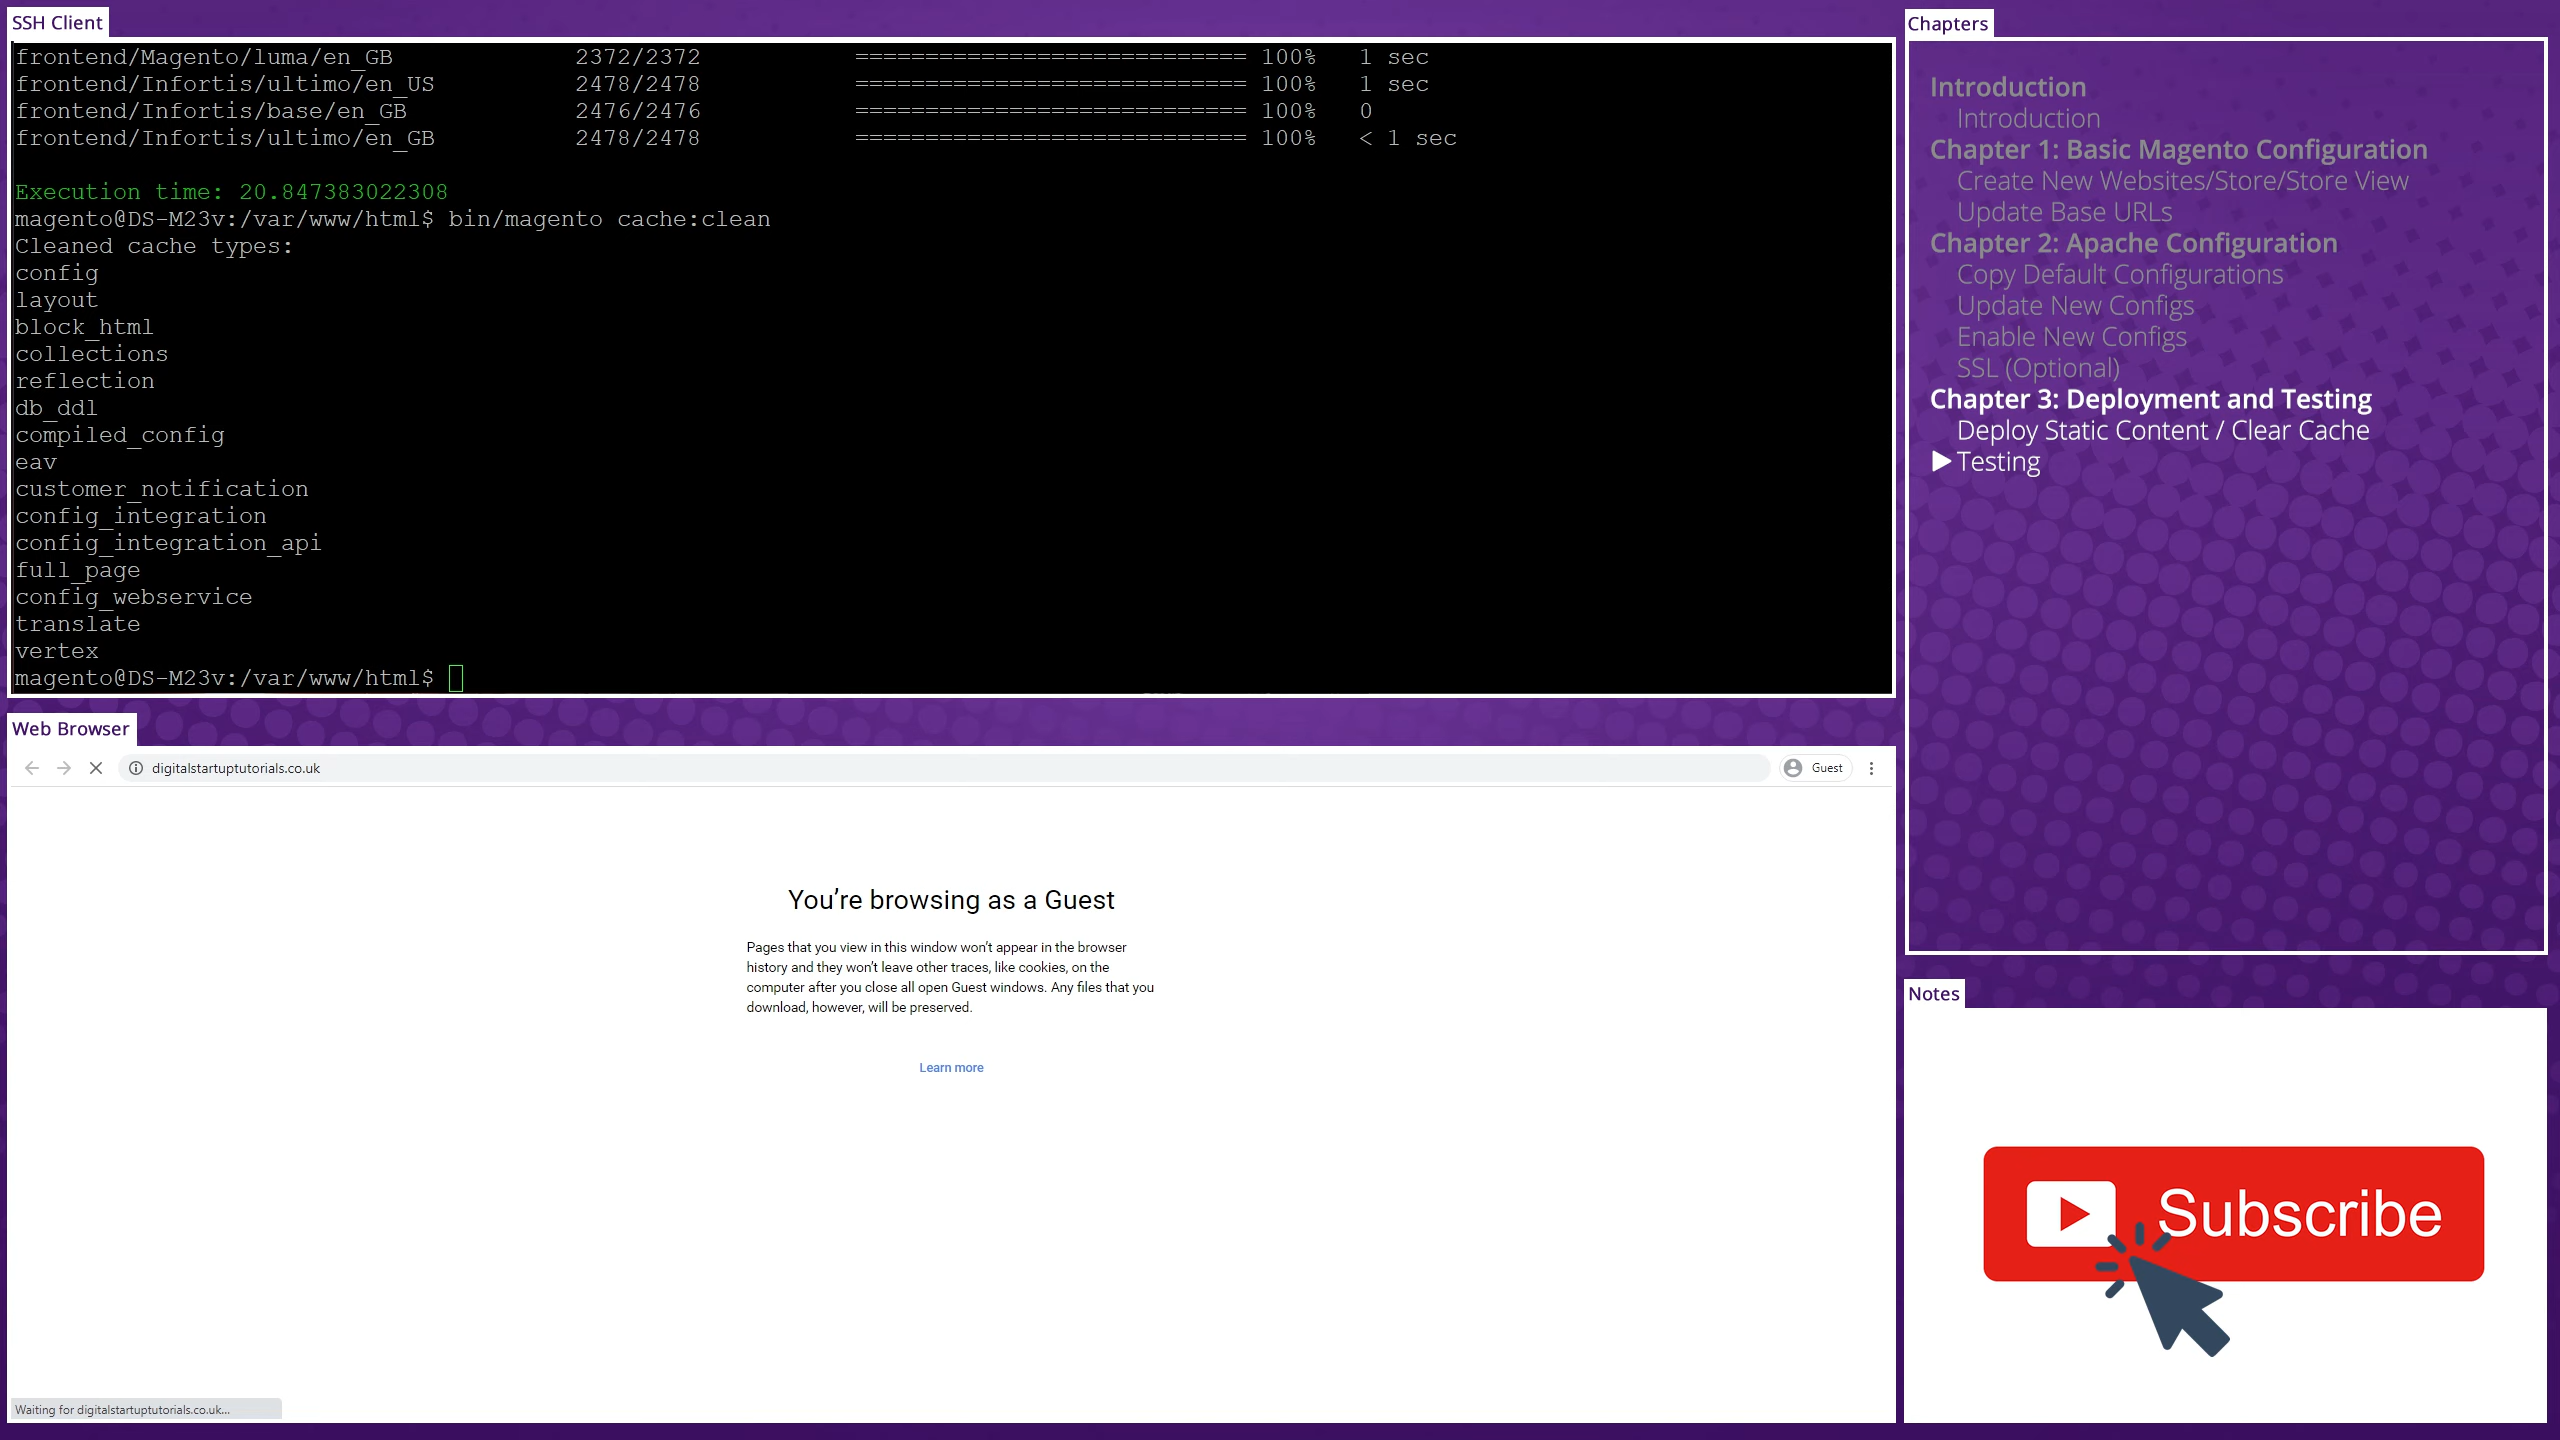 SSH Client
frontend/Magento/luma/en_GB 2372/2372 ============================ 100% 1 sec
frontend/Infortis/ultimo/en_US 2478/2478 ============================ 100% 1 sec
frontend/Infortis/base/en_GB 2476/2476 ============================ 100% 0
frontend/Infortis/ultimo/en_GB 2478/2478 ============================ 100% < 1 sec
Execution time: 20.847383022308
magento@DS-M23v:/var/www/html$ bin/magento cache:clean
Cleaned cache types:
config
layout
block_html
collections
reflection
db_ddl
compiled_config
eav
customer_notification
config_integration
config_integration_api
full_page
config_webservice
translate
vertex
magento@DS-M23v:/var/www/html$
Web Browser
digitalstartuptutorials.co.uk
Guest
You're browsing as a Guest
Pages that you view in this window won't appear in the browser
history and they won't leave other traces, like cookies, on the
computer after you close all open Guest windows. Any files that you
download, however, will be preserved.
Learn more
Waiting for digitalstartuptutorials.co.uk...
Chapters
Introduction
Introduction
Chapter 1: Basic Magento Configuration
Create New Websites/Store/Store View
Update Base URLs
Chapter 2: Apache Configuration
Copy Default Configurations
Update New Configs
Enable New Configs
SSL (Optional)
Chapter 3: Deployment and Testing
Deploy Static Content / Clear Cache
Testing
Notes
Subscribe